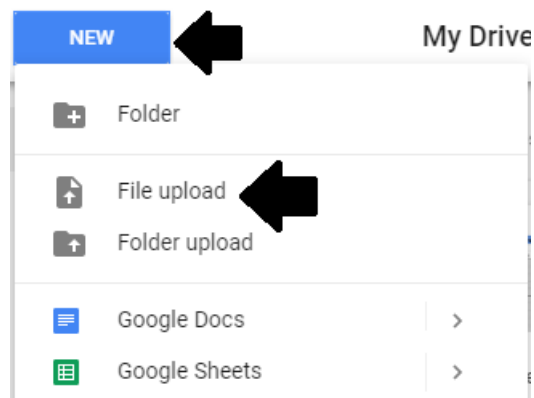 NEW
My Drive
Folder
File upload
Folder upload
Google Docs
Google Sheets